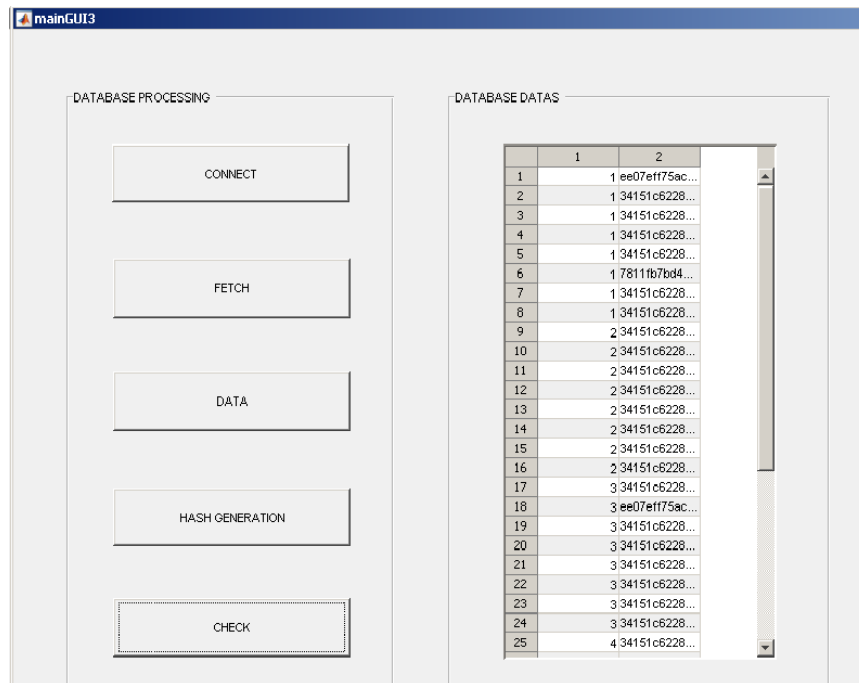 mainGUI3
DATABASE PROCESSING
CONNECT
FETCH
DATA
HASH GENERATION
CHECK
DATABASE DATAS
1 2
1 1 ee07eff75ac...
2 1 34151c6228...
3 1 34151c6228...
4 1 34151c6228...
5 1 34151c6228...
6 1 7811fb7bd4...
7 1 34151c6228...
8 1 34151c6228...
9 2 34151c6228...
10 2 34151c6228...
11 2 34151c6228...
12 2 34151c6228...
13 2 34151c6228...
14 2 34151c6228...
15 2 34151c6228...
16 2 34151c6228...
17 3 34151c6228...
18 3 ee07eff75ac...
19 3 34151c6228...
20 3 34151c6228...
21 3 34151c6228...
22 3 34151c6228...
23 3 34151c6228...
24 3 34151c6228...
25 4 34151c6228...